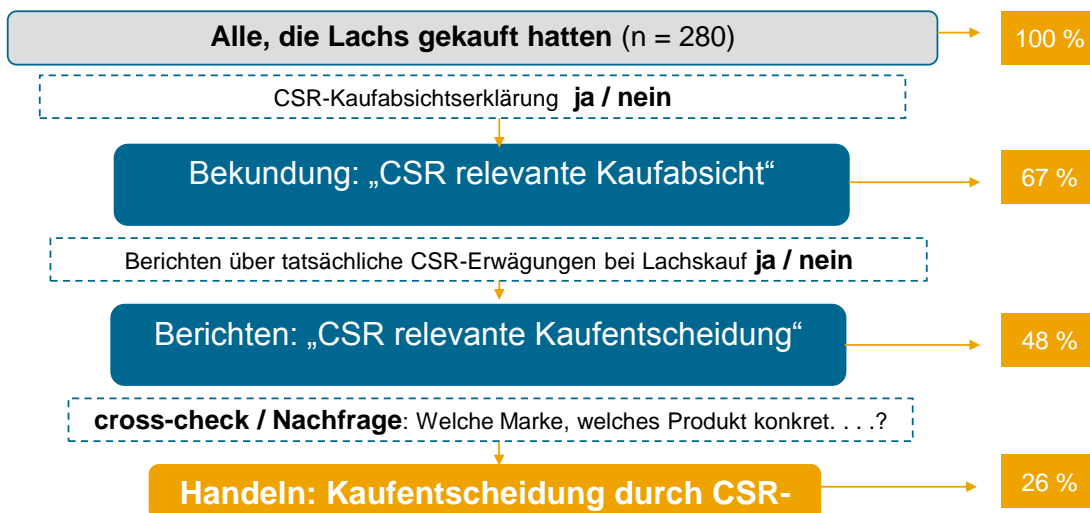 Alle, die Lachs gekauft hatten (n = 280)
100 %
CSR-Kaufabsichtserklärung ja / nein
Bekundung: „CSR relevante Kaufabsicht“
67 %
Berichten über tatsächliche CSR-Erwägungen bei Lachskauf ja / nein
Berichten: „CSR relevante Kaufentscheidung“
48 %
cross-check / Nachfrage: Welche Marke, welches Produkt konkret. . . .?
Handeln: Kaufentscheidung durch CSR-
26 %